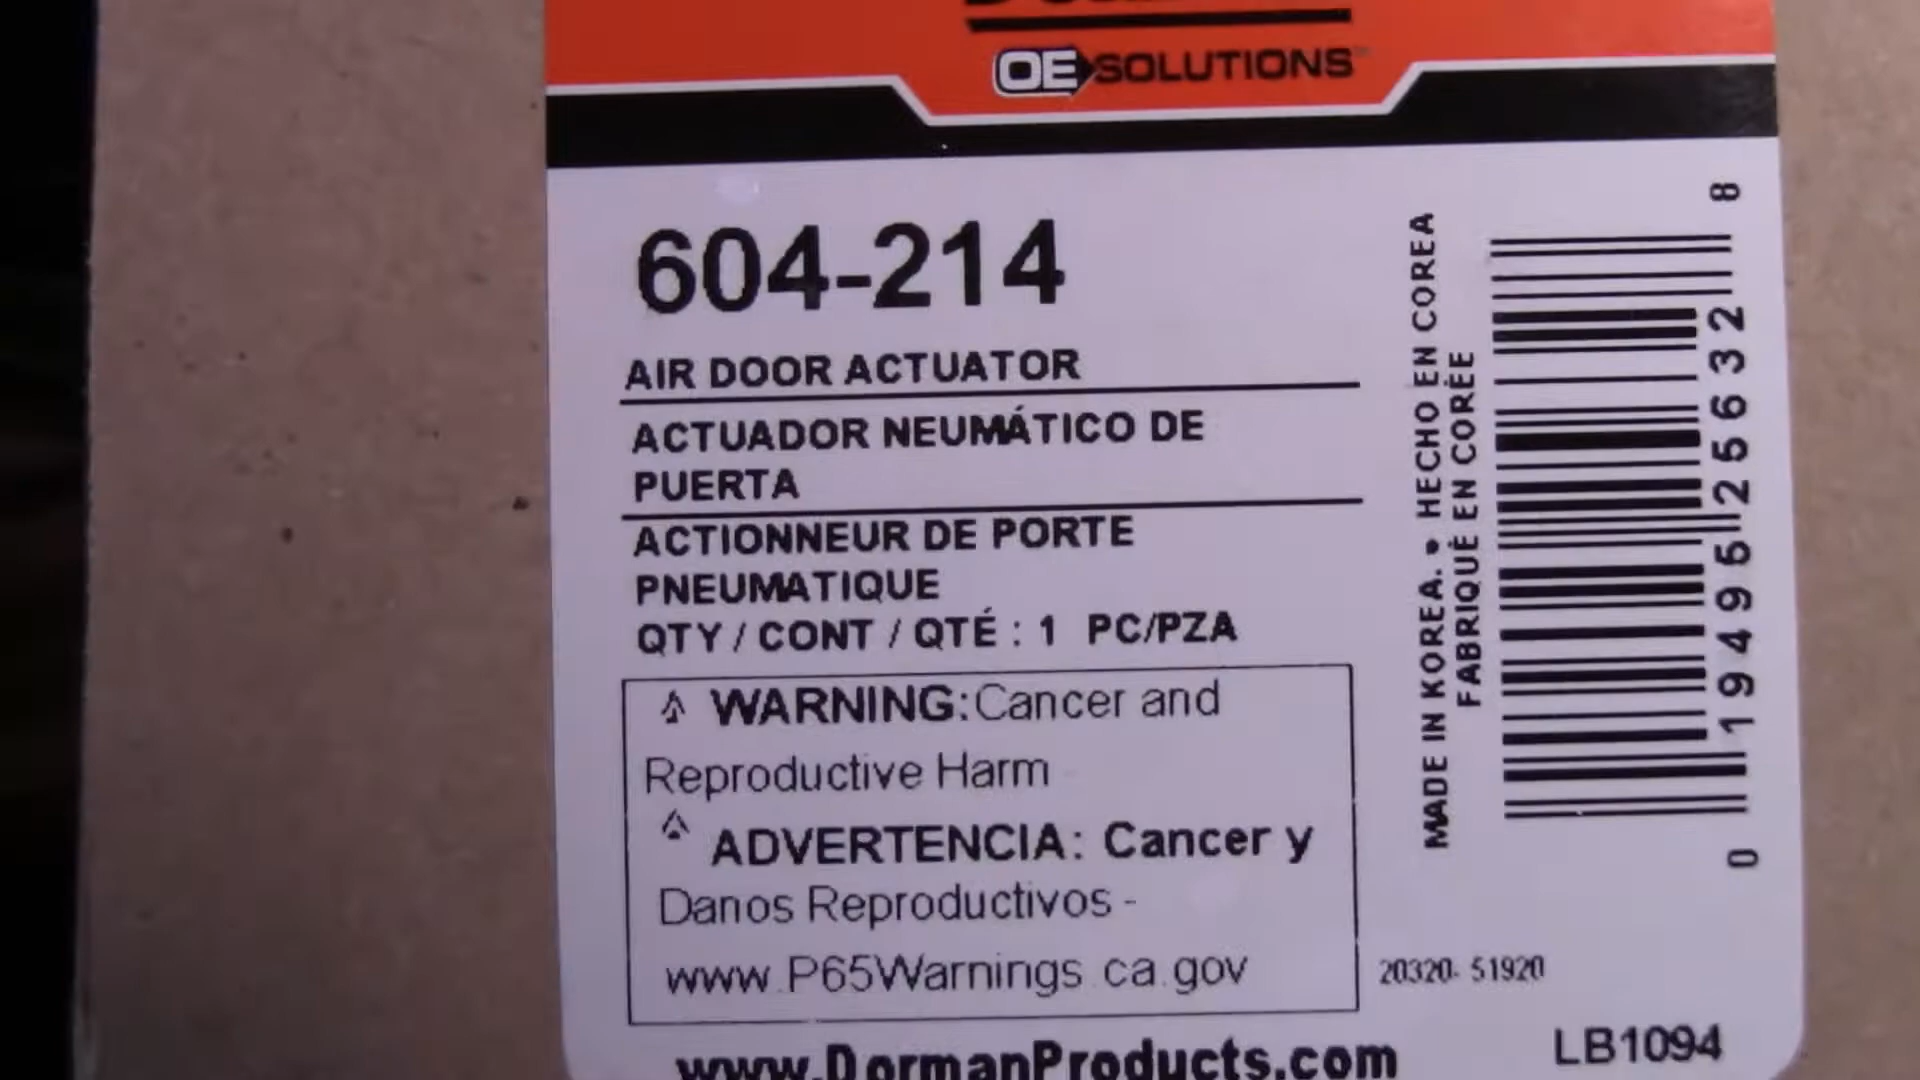 OE SOLUTIONS™
604-214
AIR DOOR ACTUATOR
ACTUADOR NEUMÁTICO DE
PUERTA
ACTIONNEUR DE PORTE
PNEUMATIQUE
QTY / CONT / QTÉ : 1 PC/PZA
WARNING: Cancer and
Reproductive Harm
ADVERTENCIA: Cancer y
Danos Reproductivos -
www.P65Warnings.ca.gov
www.DormanProducts.com
MADE IN KOREA. • HECHO EN COREA
FABRIQUÉ EN CORÉE
0 19495 25632 8
20320- 51920
LB1094